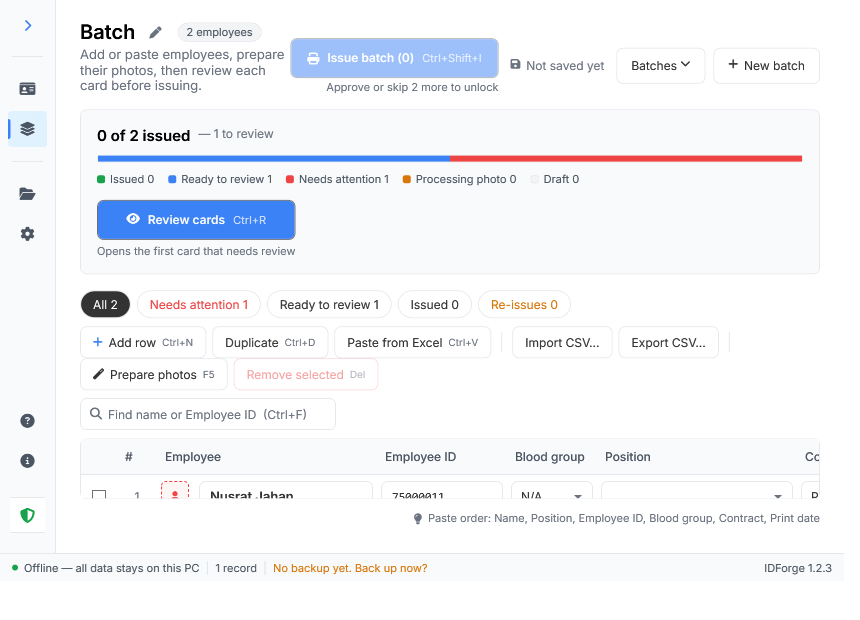 Batch
2 employees
Add or paste employees, prepare
their photos, then review each
card before issuing.
Issue batch (0) Ctrl+Shift+I
Approve or skip 2 more to unlock
Not saved yet
Batches
+ New batch
0 of 2 issued — 1 to review
Issued 0 Ready to review 1 Needs attention 1 Processing photo 0 Draft 0
Review cards Ctrl+R
Opens the first card that needs review
All 2 Needs attention 1 Ready to review 1 Issued 0 Re-issues 0
+ Add row Ctrl+N Duplicate Ctrl+D Paste from Excel Ctrl+V Import CSV... Export CSV...
Prepare photos F5 Remove selected Del
Find name or Employee ID (Ctrl+F)
# Employee Employee ID Blood group Position Co
1 Nusrat Jahan 75000011 N/A
Paste order: Name, Position, Employee ID, Blood group, Contract, Print date
Offline — all data stays on this PC 1 record No backup yet. Back up now? IDForge 1.2.3